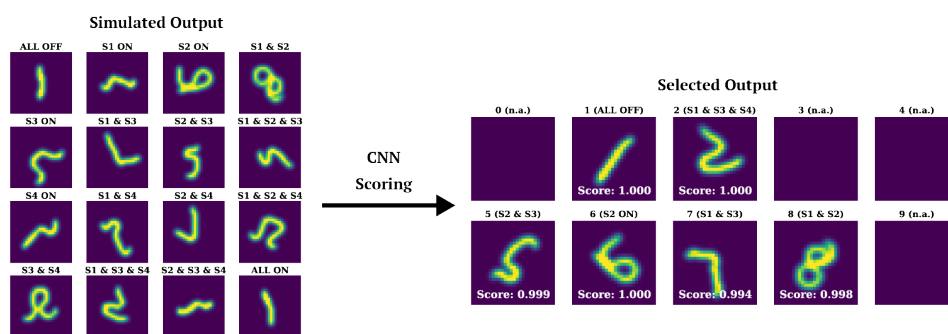 Simulated Output
ALL OFF S1 ON S2 ON S1 & S2
S3 ON S1 & S3 S2 & S3 S1 & S2 & S3
S4 ON S1 & S4 S2 & S4 S1 & S2 & S4
S3 & S4 S1 & S3 & S4 S2 & S3 & S4 ALL ON
CNN
Scoring
Selected Output
0 (n.a.) 1 (ALL OFF) 2 (S1 & S3 & S4) 3 (n.a.) 4 (n.a.)
Score: 1.000 Score: 1.000
5 (S2 & S3) 6 (S2 ON) 7 (S1 & S3) 8 (S1 & S2) 9 (n.a.)
Score: 0.999 Score: 1.000 Score: 0.994 Score: 0.998